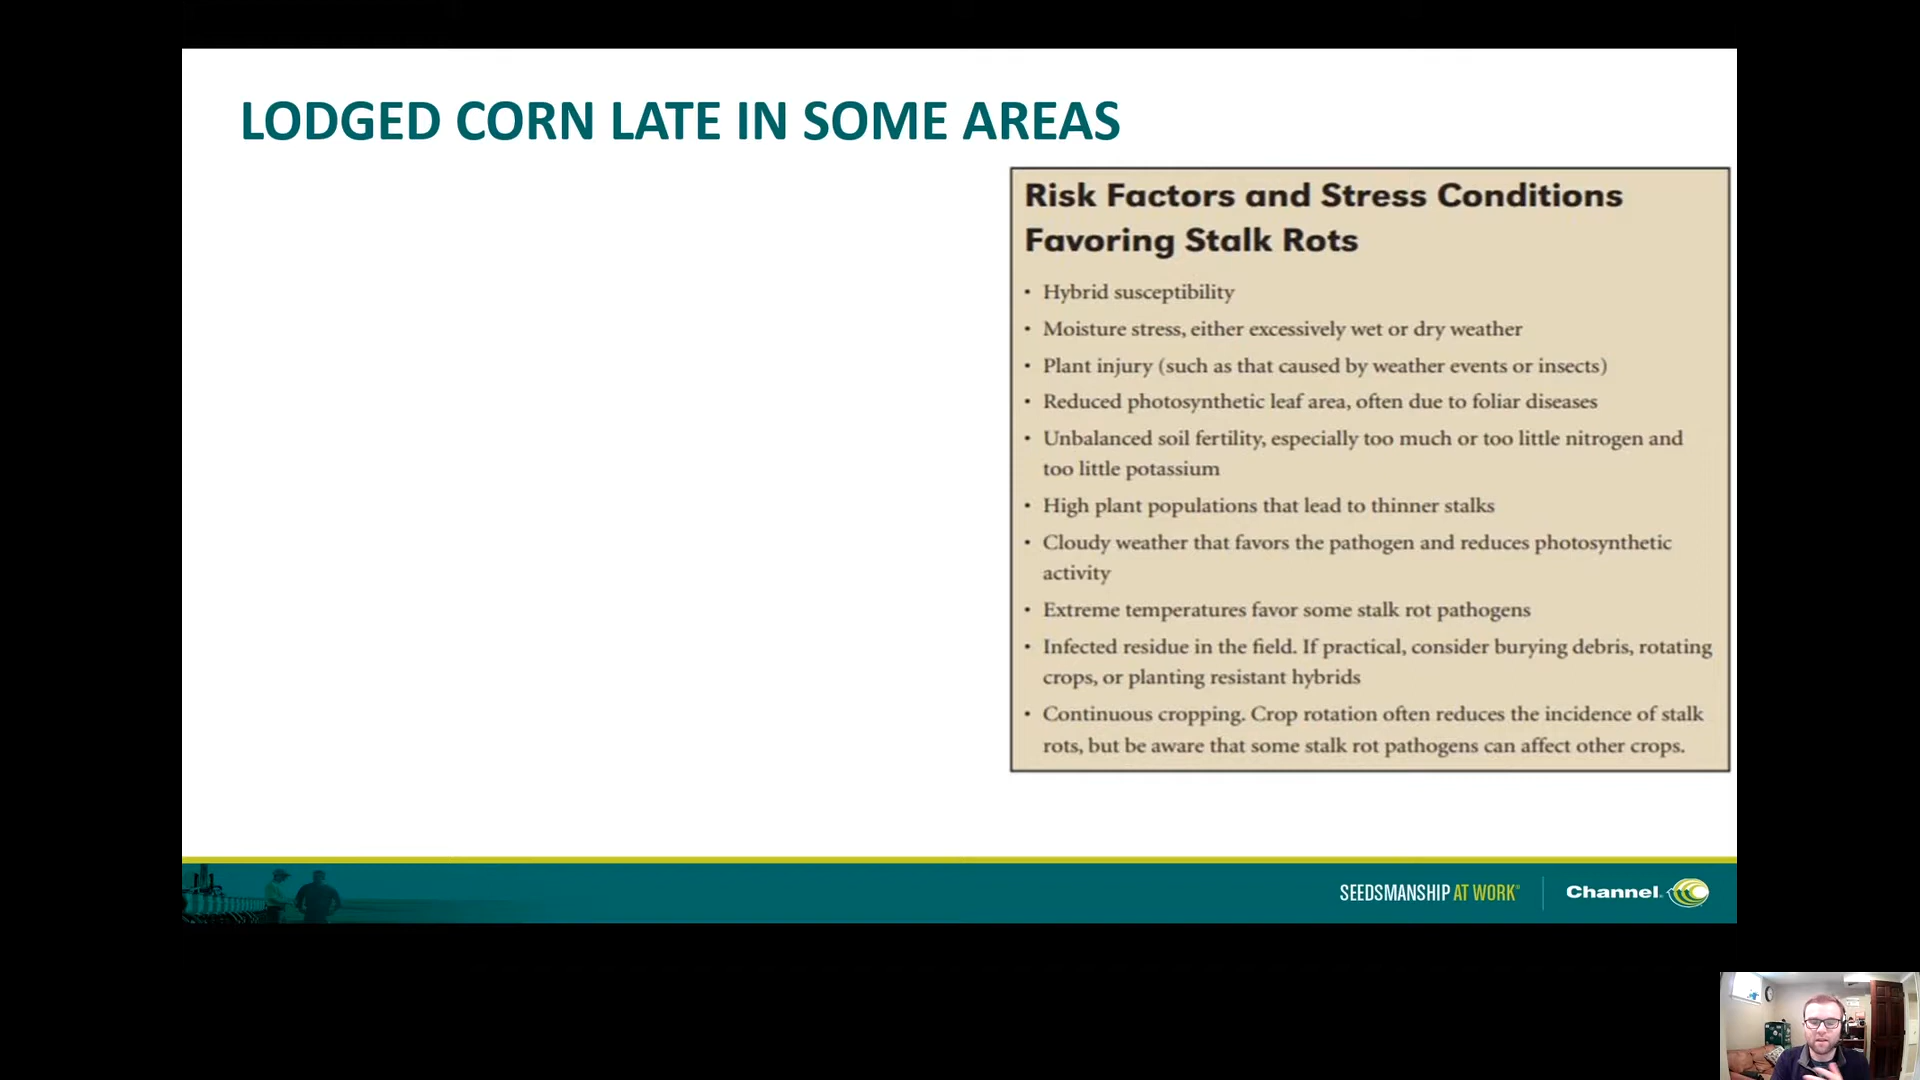 LODGED CORN LATE IN SOME AREAS
Risk Factors and Stress Conditions
Favoring Stalk Rots
• Hybrid susceptibility
• Moisture stress, either excessively wet or dry weather
• Plant injury (such as that caused by weather events or insects)
• Reduced photosynthetic leaf area, often due to foliar diseases
• Unbalanced soil fertility, especially too much or too little nitrogen and
too little potassium
• High plant populations that lead to thinner stalks
• Cloudy weather that favors the pathogen and reduces photosynthetic
activity
• Extreme temperatures favor some stalk rot pathogens
• Infected residue in the field. If practical, consider burying debris, rotating
crops, or planting resistant hybrids
• Continuous cropping. Crop rotation often reduces the incidence of stalk
rots, but be aware that some stalk rot pathogens can affect other crops.
SEEDSMANSHIP AT WORK®
Channel.